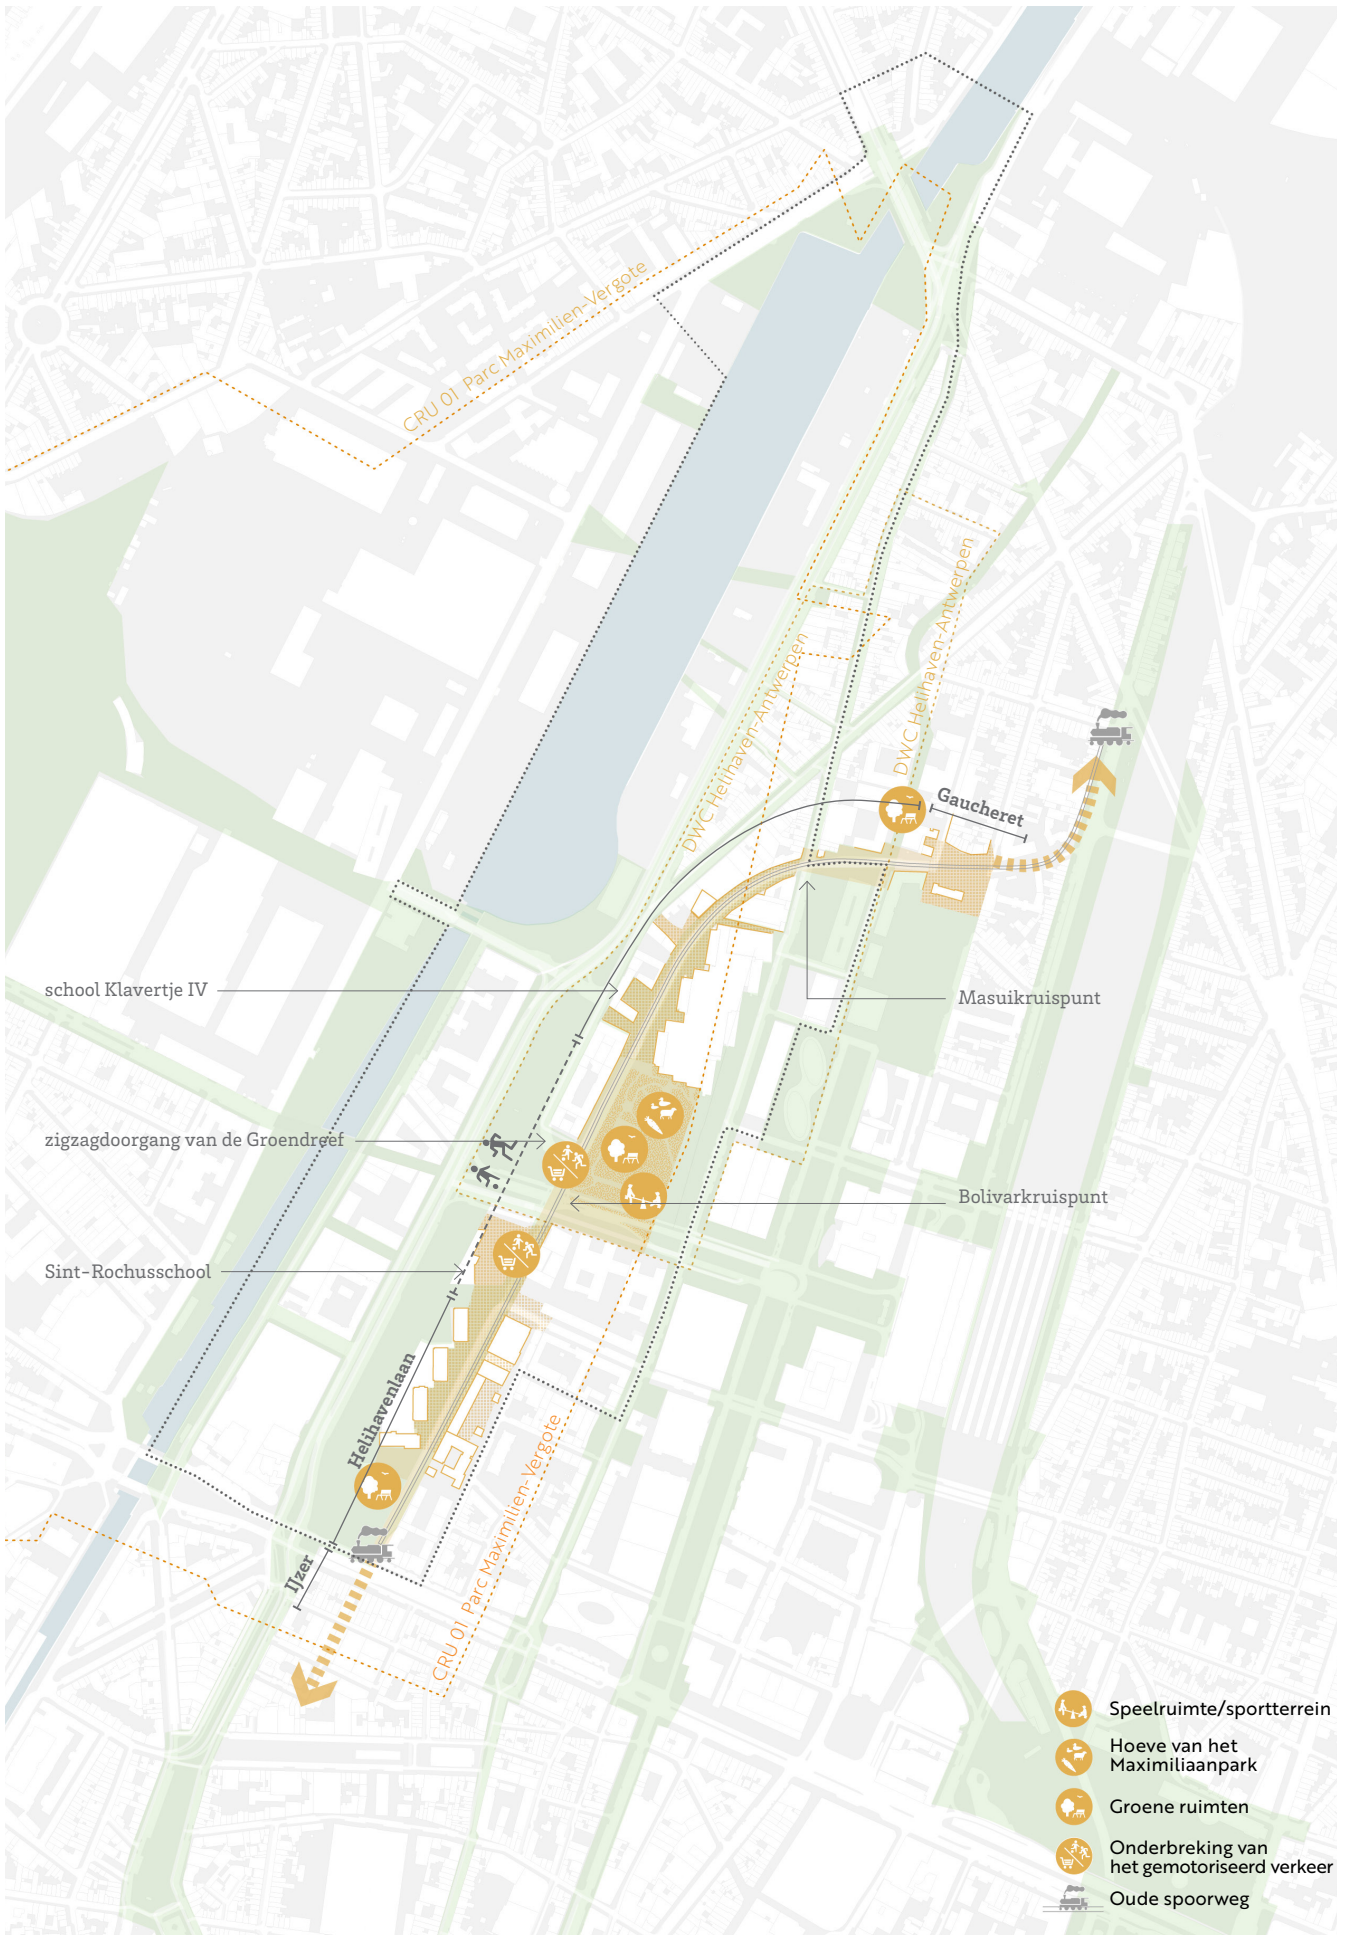 CRU 01 Parc Maximilien-Vergote
DWC Helihaven-Antwerpen
DWC Helihaven-Antwerpen
Gaucheret
school Klavertje IV
Masuikruispunt
zigzagdoorgang van de Groendreef
Bolivarkruispunt
Sint-Rochusschool
Helihavenlaan
CRU 01 Parc Maximilien-Vergote
IJzer
Speelruimte/sportterrein
Hoeve van het
Maximiliaanpark
Groene ruimten
Onderbreking van
het gemotoriseerd verkeer
Oude spoorweg